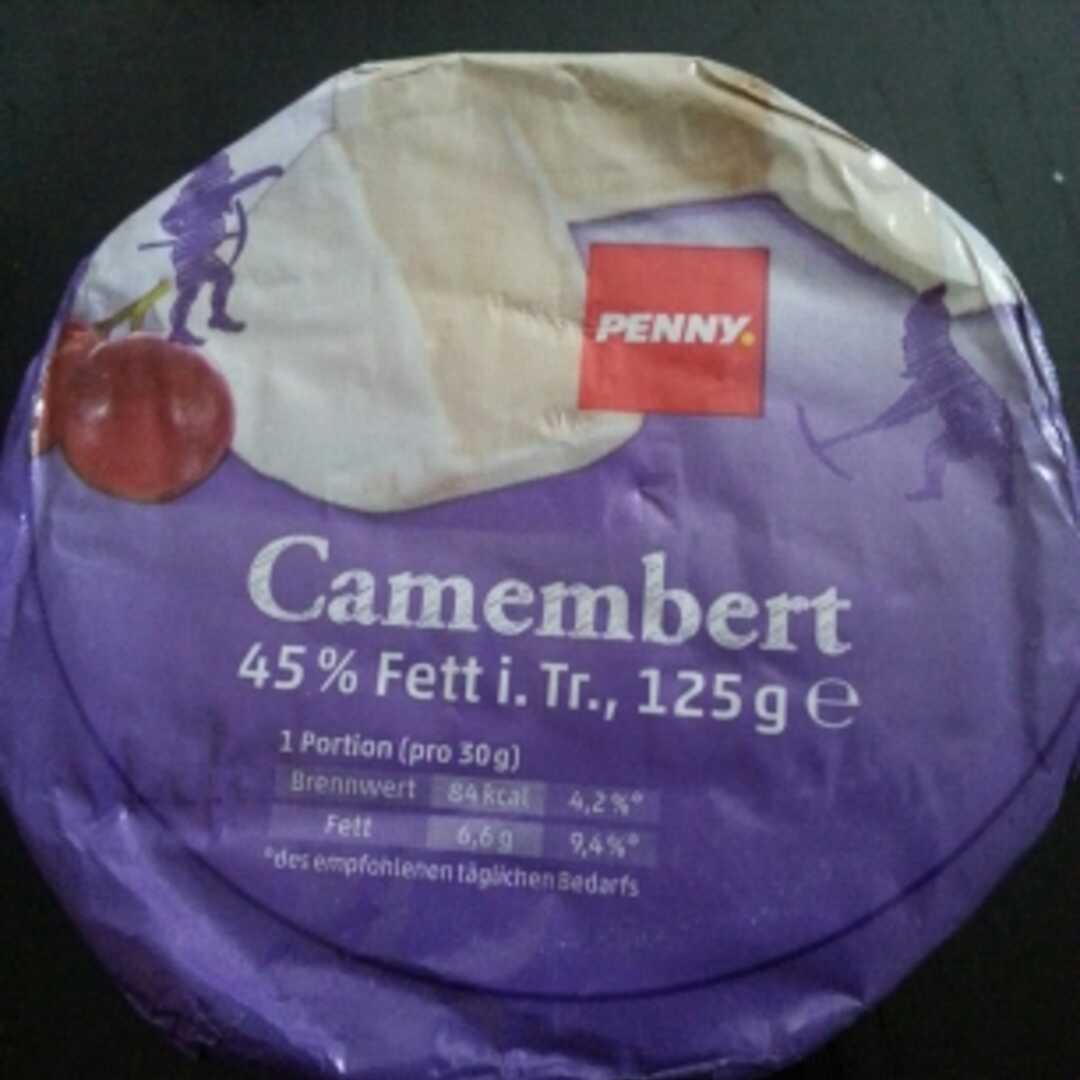 PENNY.
Camembert
45% Fett i. Tr., 125 g ℮
1 Portion (pro 30g)
Brennwert 84 kcal 4,2%*
Fett 6,6 g 9,4%*
*des empfohlenen täglichen Bedarfs